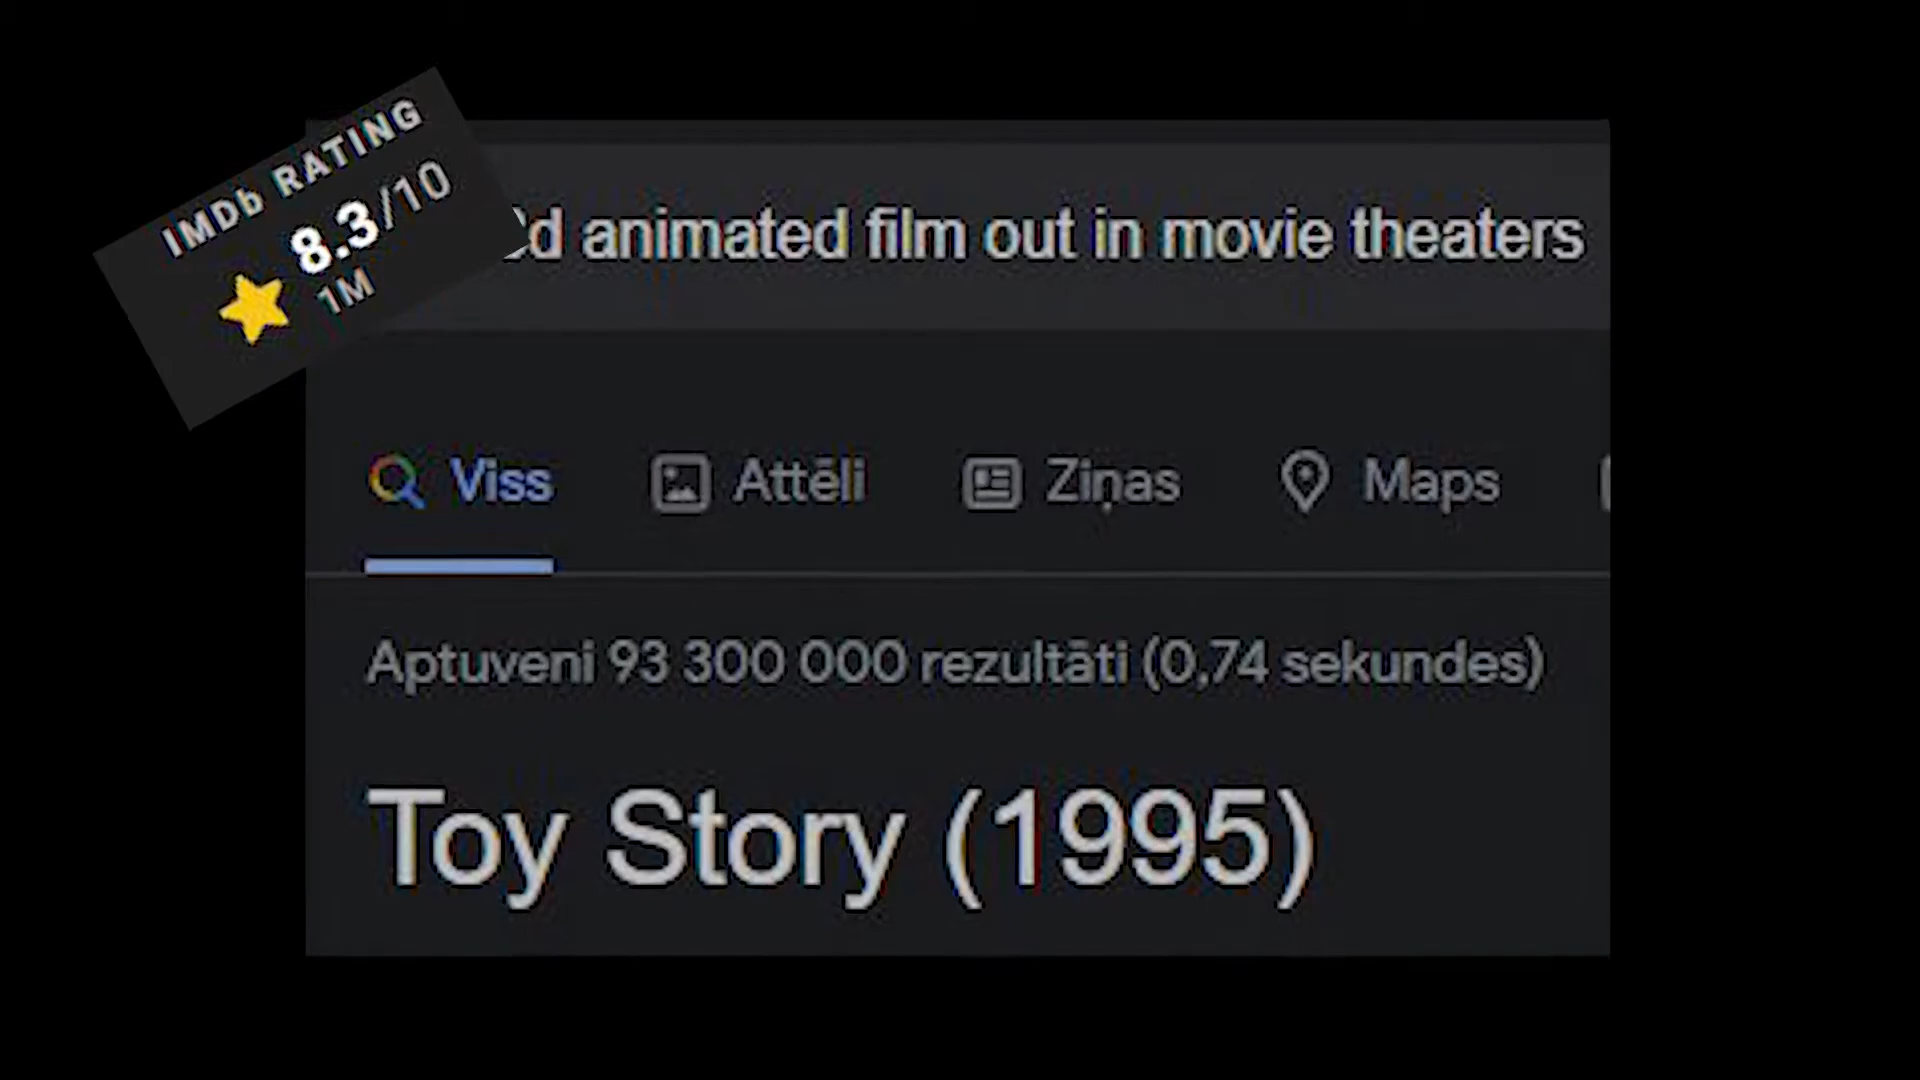 IMDb RATING
8.3/10
1M
animated film out in movie theaters
Viss Attēli Ziņas Maps
Aptuveni 93 300 000 rezultāti (0,74 sekundes)
Toy Story (1995)